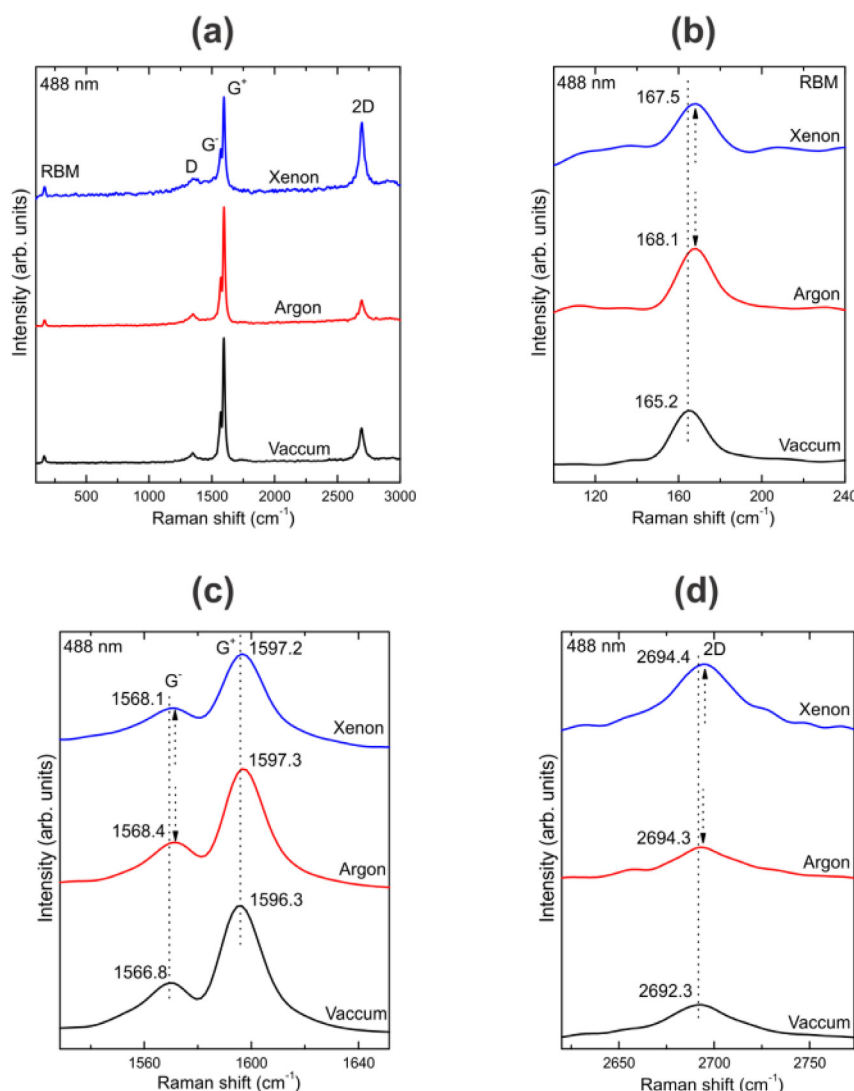 (a)
488 nm
G⁺
2D
G⁻
D
RBM
Xenon
Argon
Vaccum
Intensity (arb. units)
500 1000 1500 2000 2500 3000
Raman shift (cm⁻¹)
(b)
488 nm
RBM
167.5
Xenon
168.1
Argon
165.2
Vaccum
Intensity (arb. units)
120 160 200 240
Raman shift (cm⁻¹)
(c)
488 nm
G⁺
1597.2
G⁻
1568.1
Xenon
1597.3
1568.4
Argon
1596.3
1566.8
Vaccum
Intensity (arb. units)
1560 1600 1640
Raman shift (cm⁻¹)
(d)
488 nm
2D
2694.4
Xenon
2694.3
Argon
2692.3
Vaccum
Intensity (arb. units)
2650 2700 2750
Raman shift (cm⁻¹)